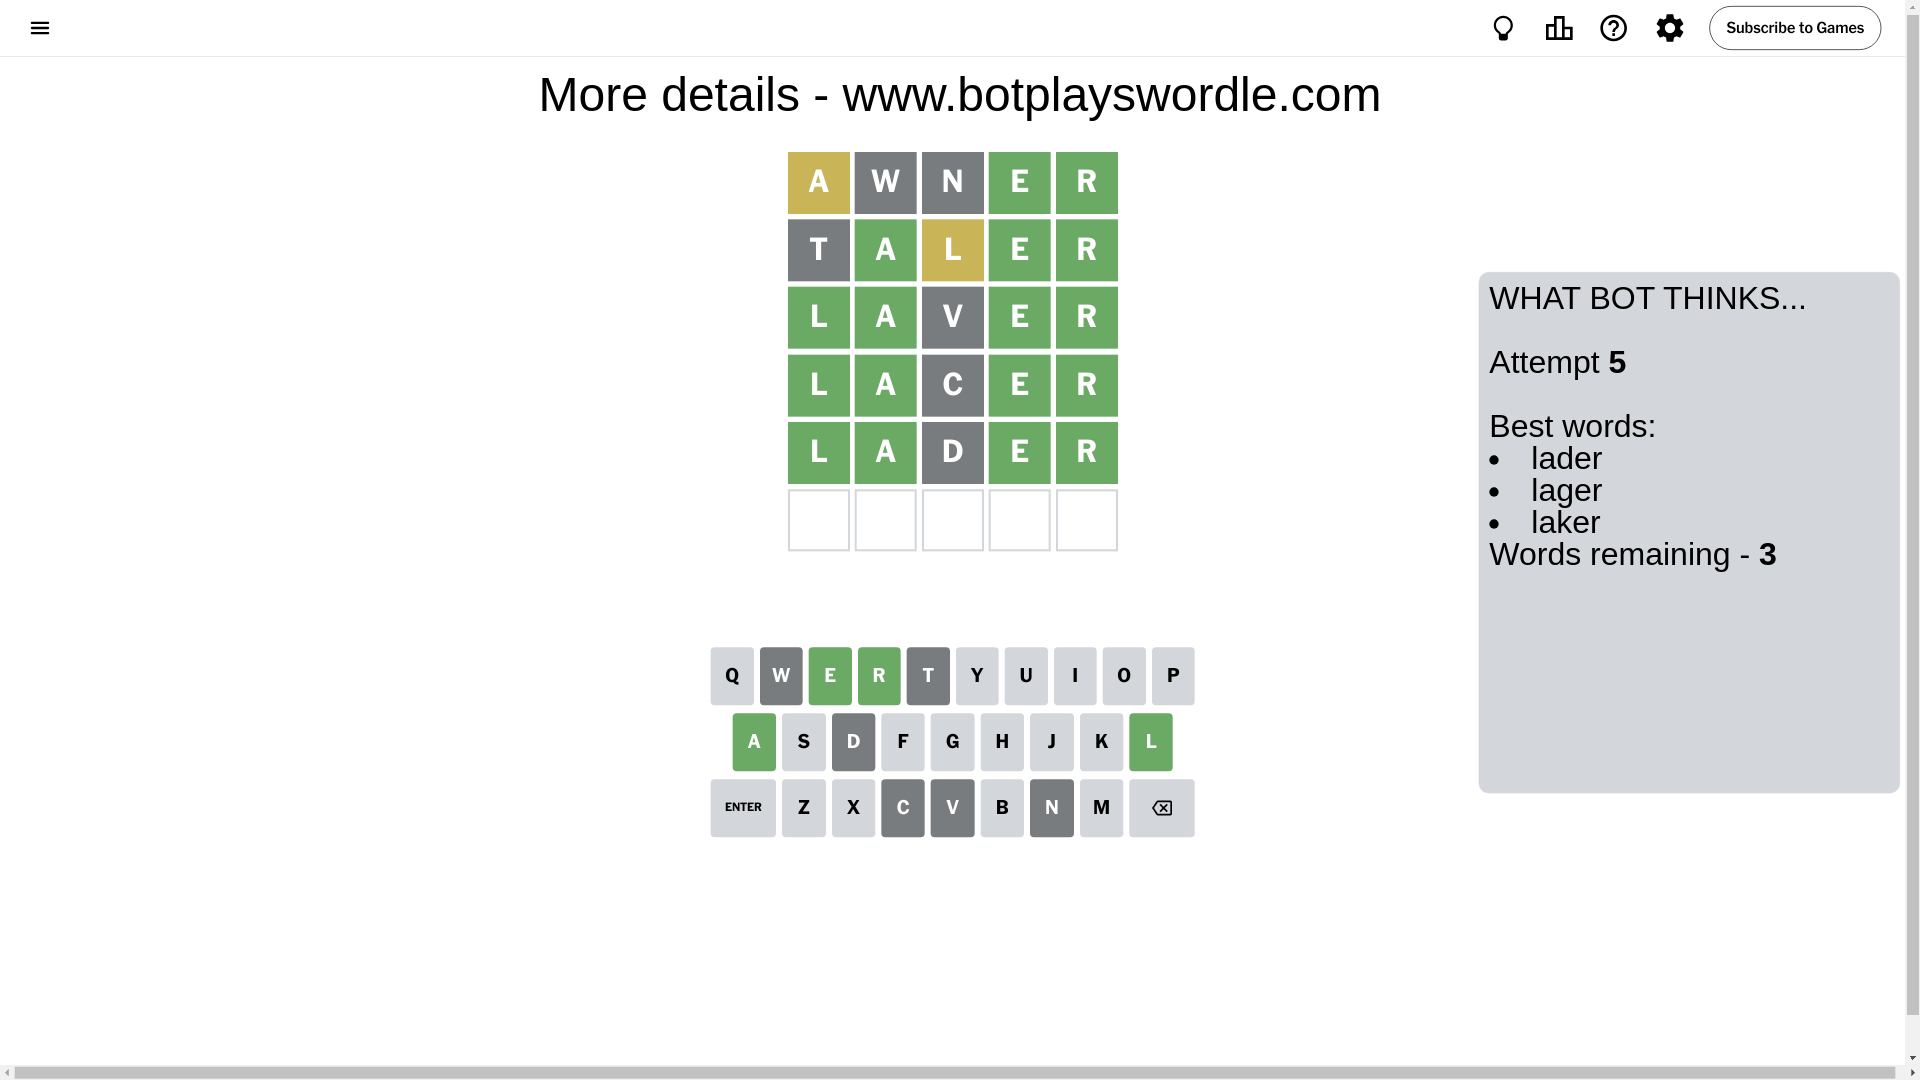 Subscribe to Games
More details - www.botplayswordle.com
A W N E R
T A L E R
L A V E R
L A C E R
L A D E R
WHAT BOT THINKS...
Attempt 5
Best words:
• lader
• lager
• laker
Words remaining - 3
Q W E R T Y U I O P
A S D F G H J K L
ENTER Z X C V B N M